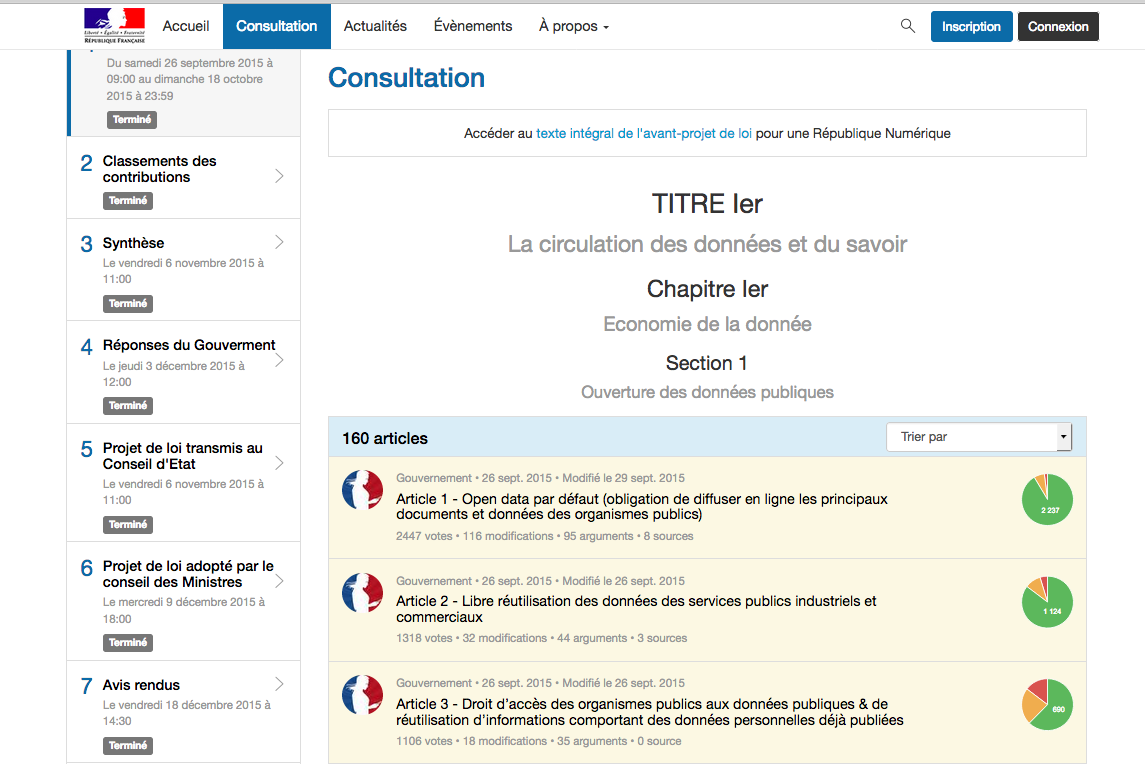 Liberté • Égalité • Fraternité
RÉPUBLIQUE FRANÇAISE
Accueil
Consultation
Actualités
Évènements
À propos
Inscription
Connexion
Du samedi 26 septembre 2015 à
09:00 au dimanche 18 octobre
2015 à 23:59
Terminé
2 Classements des
contributions
Terminé
3 Synthèse
Le vendredi 6 novembre 2015 à
11:00
Terminé
4 Réponses du Gouverment
Le jeudi 3 décembre 2015 à
12:00
Terminé
5 Projet de loi transmis au
Conseil d'Etat
Le vendredi 6 novembre 2015 à
11:00
Terminé
6 Projet de loi adopté par le
conseil des Ministres
Le mercredi 9 décembre 2015 à
18:00
Terminé
7 Avis rendus
Le vendredi 18 décembre 2015 à
14:30
Terminé
Consultation
Accéder au texte intégral de l'avant-projet de loi pour une République Numérique
TITRE Ier
La circulation des données et du savoir
Chapitre Ier
Economie de la donnée
Section 1
Ouverture des données publiques
160 articles
Trier par
Gouvernement • 26 sept. 2015 • Modifié le 29 sept. 2015
Article 1 - Open data par défaut (obligation de diffuser en ligne les principaux
documents et données des organismes publics)
2447 votes • 116 modifications • 95 arguments • 8 sources
2 237
Gouvernement • 26 sept. 2015 • Modifié le 26 sept. 2015
Article 2 - Libre réutilisation des données des services publics industriels et
commerciaux
1318 votes • 32 modifications • 44 arguments • 3 sources
1 124
Gouvernement • 26 sept. 2015 • Modifié le 26 sept. 2015
Article 3 - Droit d'accès des organismes publics aux données publiques & de
réutilisation d'informations comportant des données personnelles déjà publiées
1106 votes • 18 modifications • 35 arguments • 0 source
690